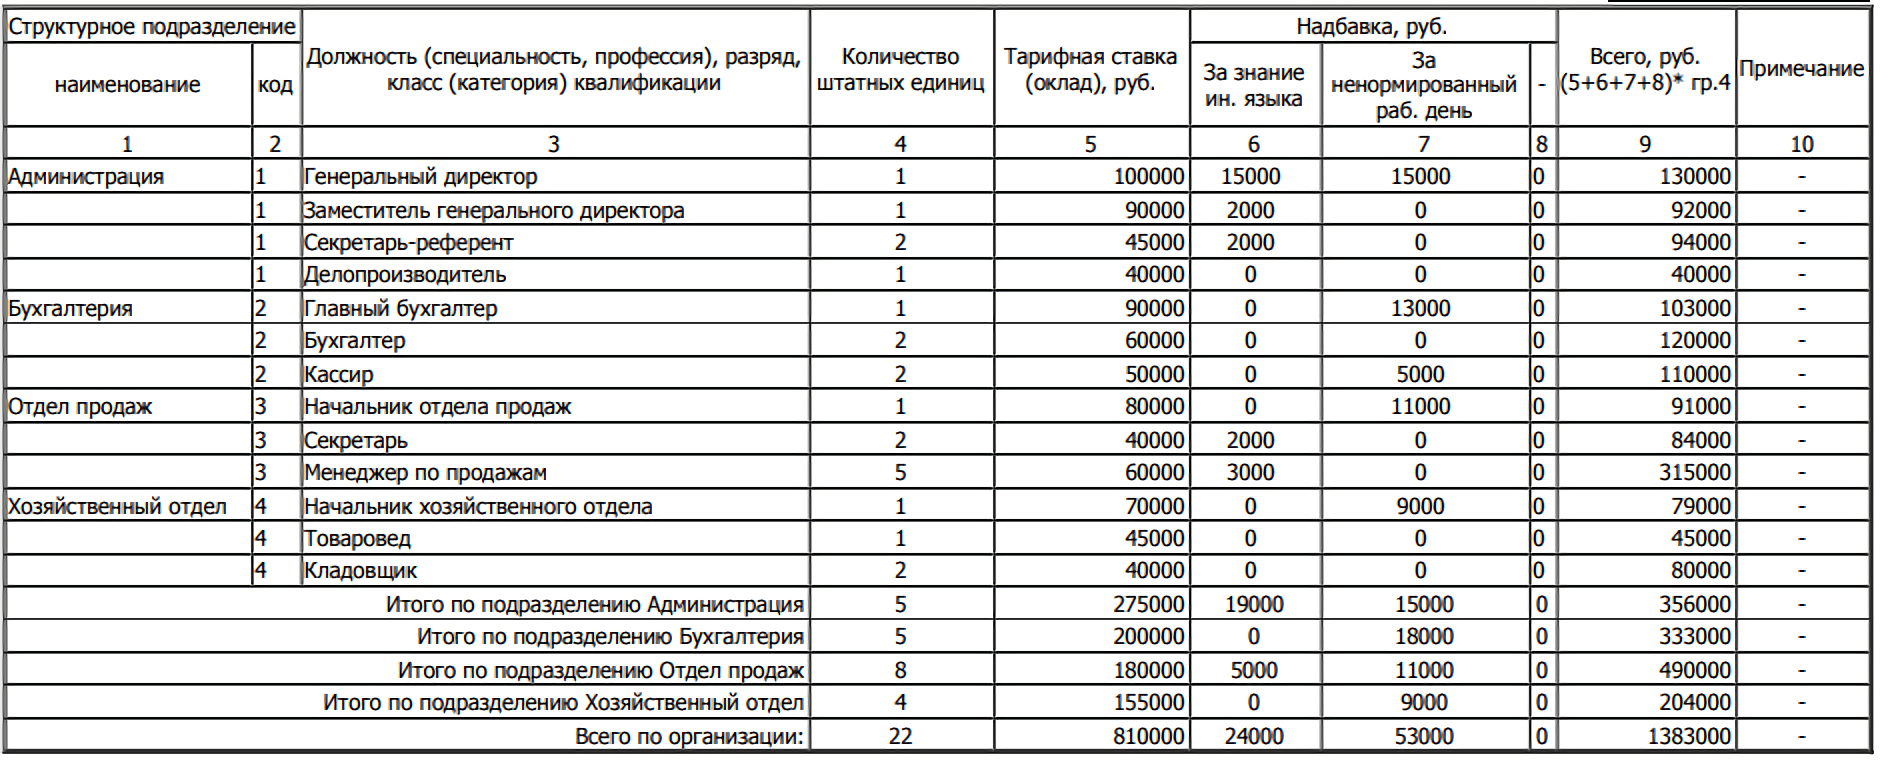 Структурное подразделение
Должность (специальность, профессия), разряд,
класс (категория) квалификации
Количество
штатных единиц
Тарифная ставка
(оклад), руб.
Надбавка, руб.
Всего, руб.
(5+6+7+8)* гр.4
Примечание
наименование
код
За знание
ин. языка
За
ненормированный
раб. день
-
1 2 3 4 5 6 7 8 9 10
Администрация 1 Генеральный директор 1 100000 15000 15000 0 130000 -
1 Заместитель генерального директора 1 90000 2000 0 0 92000 -
1 Секретарь-референт 2 45000 2000 0 0 94000 -
1 Делопроизводитель 1 40000 0 0 0 40000 -
Бухгалтерия 2 Главный бухгалтер 1 90000 0 13000 0 103000 -
2 Бухгалтер 2 60000 0 0 0 120000 -
2 Кассир 2 50000 0 5000 0 110000 -
Отдел продаж 3 Начальник отдела продаж 1 80000 0 11000 0 91000 -
3 Секретарь 2 40000 2000 0 0 84000 -
3 Менеджер по продажам 5 60000 3000 0 0 315000 -
Хозяйственный отдел 4 Начальник хозяйственного отдела 1 70000 0 9000 0 79000 -
4 Товаровед 1 45000 0 0 0 45000 -
4 Кладовщик 2 40000 0 0 0 80000 -
Итого по подразделению Администрация 5 275000 19000 15000 0 356000 -
Итого по подразделению Бухгалтерия 5 200000 0 18000 0 333000 -
Итого по подразделению Отдел продаж 8 180000 5000 11000 0 490000 -
Итого по подразделению Хозяйственный отдел 4 155000 0 9000 0 204000 -
Всего по организации: 22 810000 24000 53000 0 1383000 -